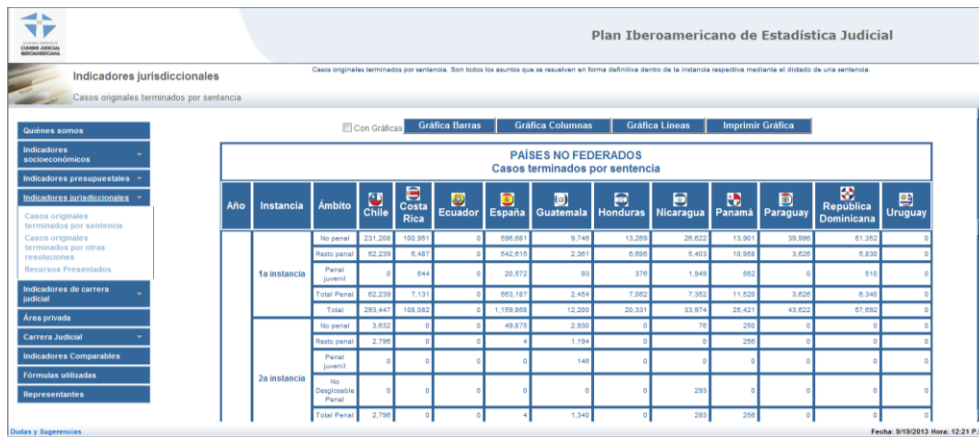 CUMBRE JUDICIAL
IBEROAMERICANA
Plan Iberoamericano de Estadística Judicial
Indicadores jurisdiccionales
Casos originales terminados por sentencia. Son todos los asuntos que se resuelven en forma definitiva dentro de la instancia respectiva mediante el dictado de una sentencia.
Casos originales terminados por sentencia
Con Gráficas Gráfica Barras Gráfica Columnas Gráfica Lineas Imprimir Gráfica
Quiénes somos
Indicadores
socioeconómicos
Indicadores presupuestales
Indicadores jurisdiccionales
Casos originales
terminados por sentencia
Casos originales
terminados por otras
resoluciones
Recursos Presentados
Indicadores de carrera
judicial
Área privada
Carrera Judicial
Indicadores Comparables
Fórmulas utilizadas
Representantes
PAÍSES NO FEDERADOS
Casos terminados por sentencia
Año Instancia Ámbito Chile Costa Rica Ecuador España Guatemala Honduras Nicaragua Panamá Paraguay República Dominicana Uruguay
1a instancia
No penal 231,208 100,951 0 596,681 9,746 13,269 26,622 13,901 39,996 51,352 0
Resto penal 62,239 6,487 0 542,615 2,361 6,686 5,403 10,958 3,626 5,830 0
Penal juvenil 0 644 0 20,572 93 376 1,949 562 0 510 0
Total Penal 62,239 7,131 0 563,187 2,454 7,062 7,352 11,520 3,626 6,340 0
Total 293,447 108,082 0 1,159,868 12,200 20,331 33,974 25,421 43,622 57,692 0
2a instancia
No penal 3,632 0 0 49,875 2,930 0 76 250 0 0 0
Resto penal 2,796 0 0 4 1,194 0 0 256 0 0 0
Penal juvenil 0 0 0 0 146 0 0 0 0 0 0
No Desglosable Penal 0 0 0 0 0 0 293 0 0 0 0
Total Penal 2,796 0 0 4 1,340 0 293 256 0 0 0
Dudas y Sugerencias
Fecha: 9/19/2013 Hora: 12:21 P